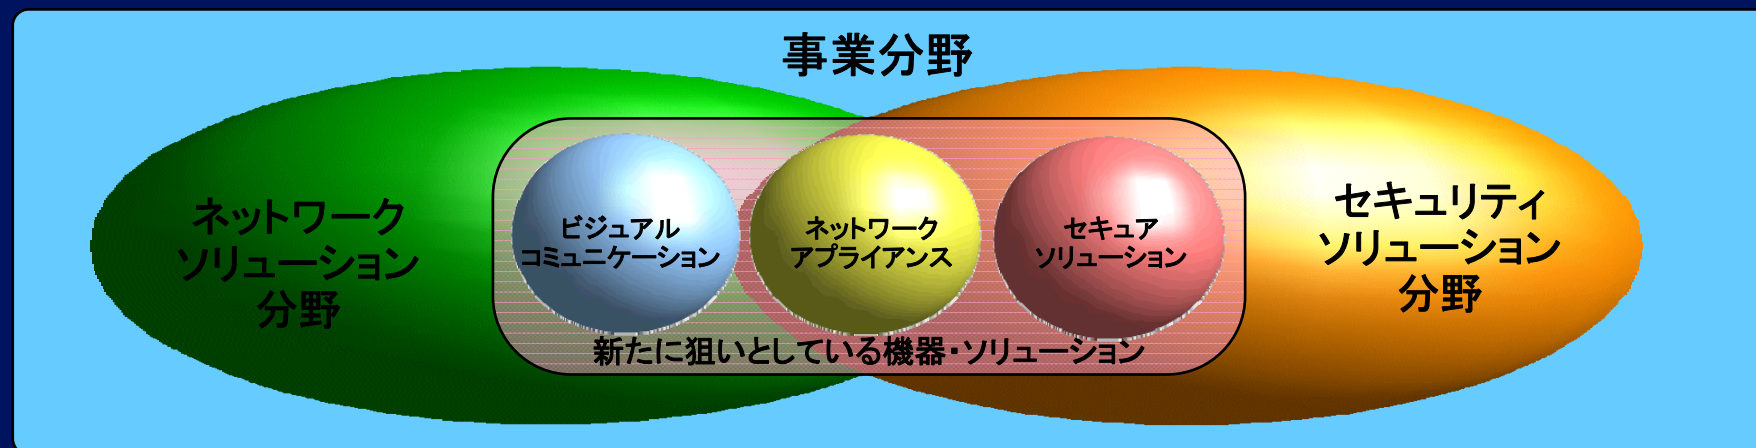 事業分野
ネットワーク
ソリューション
分野
ビジュアル
コミュニケーション
ネットワーク
アプライアンス
セキュア
ソリューション
セキュリティ
ソリューション
分野
新たに狙いとしている機器・ソリューション